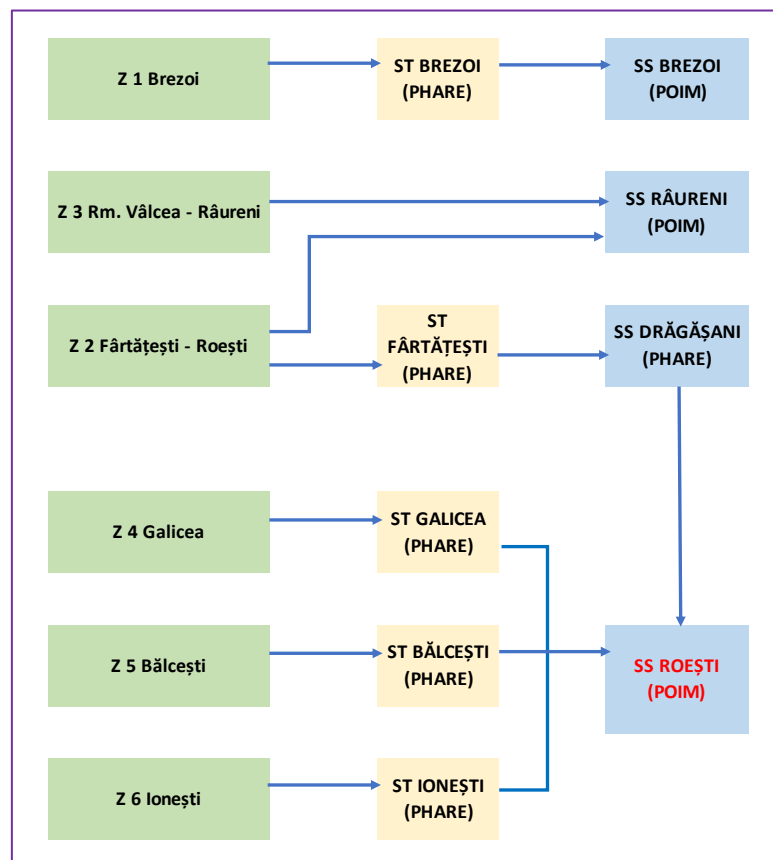 Z 1 Brezoi
ST BREZOI
(PHARE)
SS BREZOI
(POIM)
Z 3 Rm. Vâlcea - Râureni
SS RÂURENI
(POIM)
Z 2 Fârtățești - Roești
ST
FÂRTĂȚEȘTI
(PHARE)
SS DRĂGĂȘANI
(PHARE)
Z 4 Galicea
ST GALICEA
(PHARE)
Z 5 Bălcești
ST BĂLCEȘTI
(PHARE)
SS ROEȘTI
(POIM)
Z 6 Ionești
ST IONEȘTI
(PHARE)